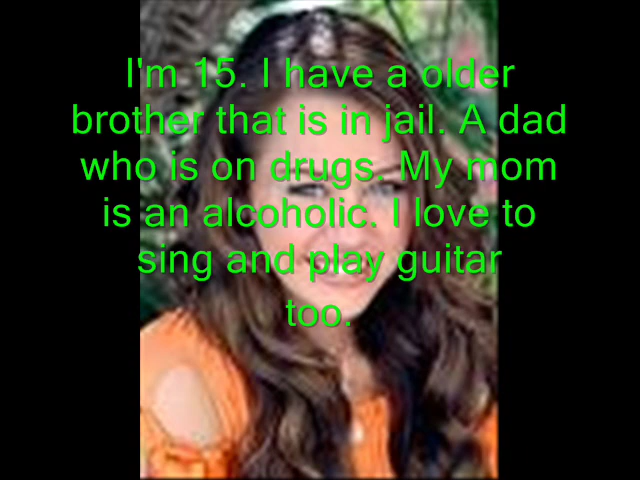 I'm 15. I have a older
brother that is in jail. A dad
who is on drugs. My mom
is an alcoholic. I love to
sing and play guitar
too.